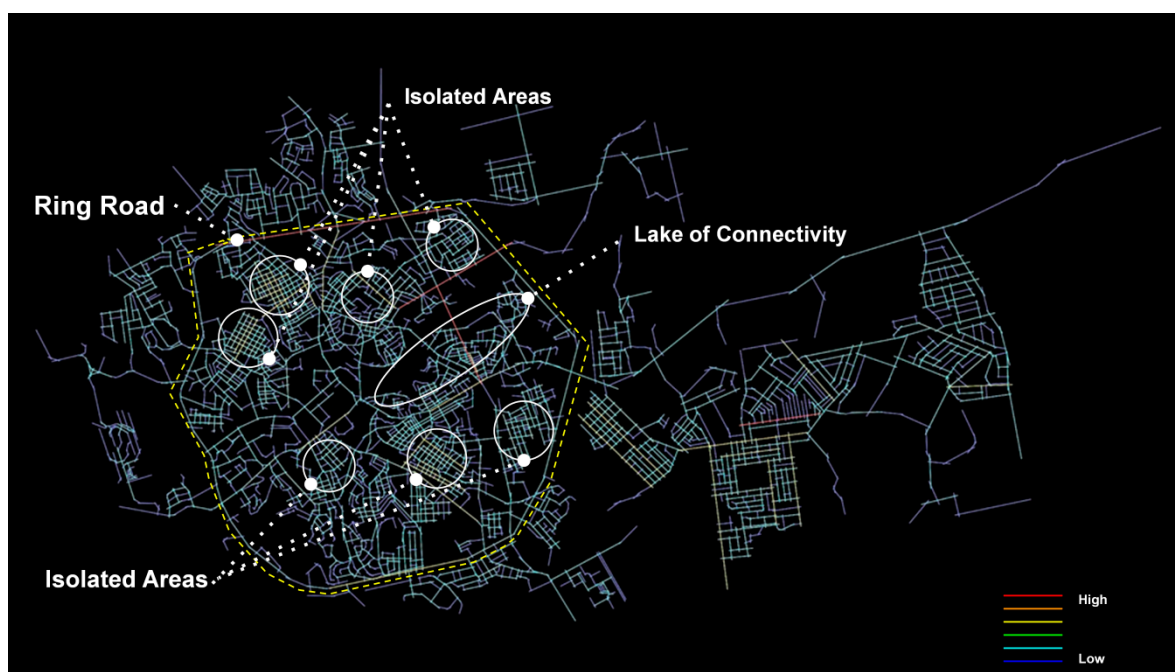 Isolated Areas
Ring Road
Lake of Connectivity
Isolated Areas
High
Low